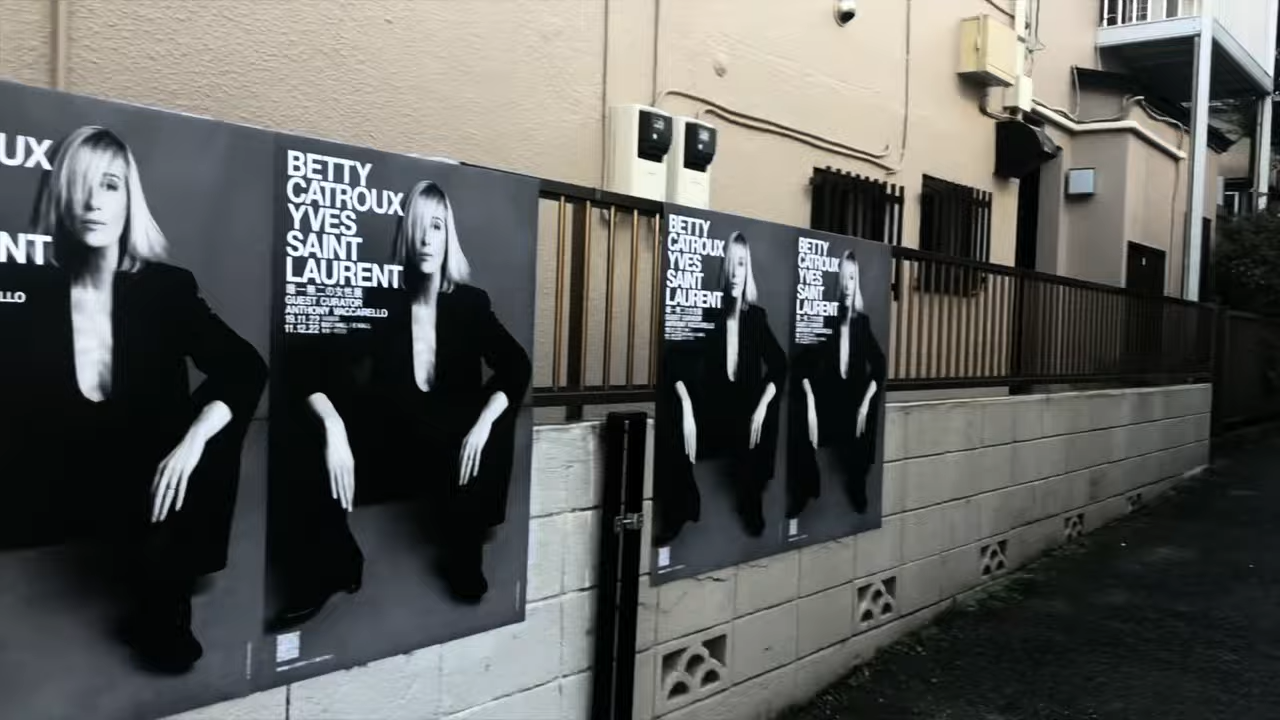 UX
NT
LLO
BETTY
CATROUX
YVES
SAINT
LAURENT
唯一無二の女性展
GUEST CURATOR
ANTHONY VACCARELLO
19.11.22
11.12.22
BETTY
CATROUX
YVES
SAINT
LAURENT
BETTY
CATROUX
YVES
SAINT
LAURENT